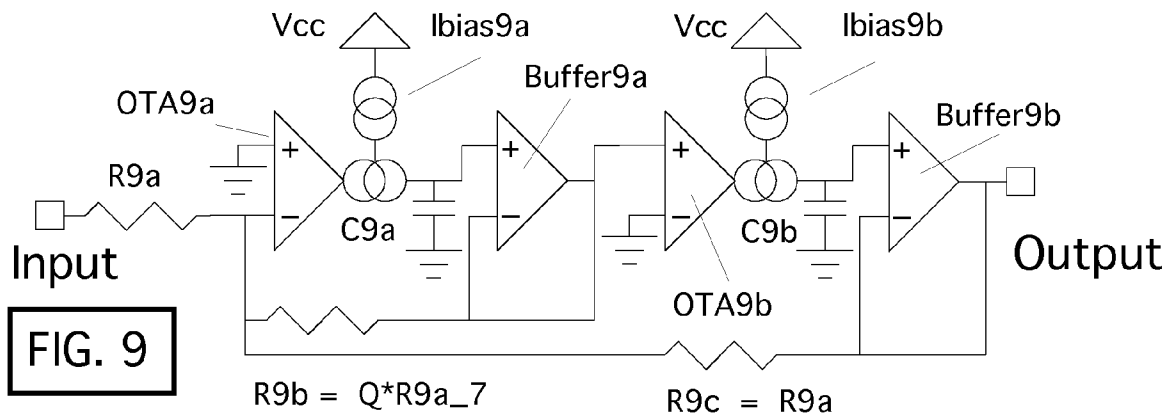 Vcc
Ibias9a
Vcc
Ibias9b
Buffer9a
Buffer9b
OTA9a
+
+
+
+
R9a
−
−
−
−
C9a
C9b
Input
Output
OTA9b
FIG. 9
R9b = Q*R9a_7
R9c = R9a